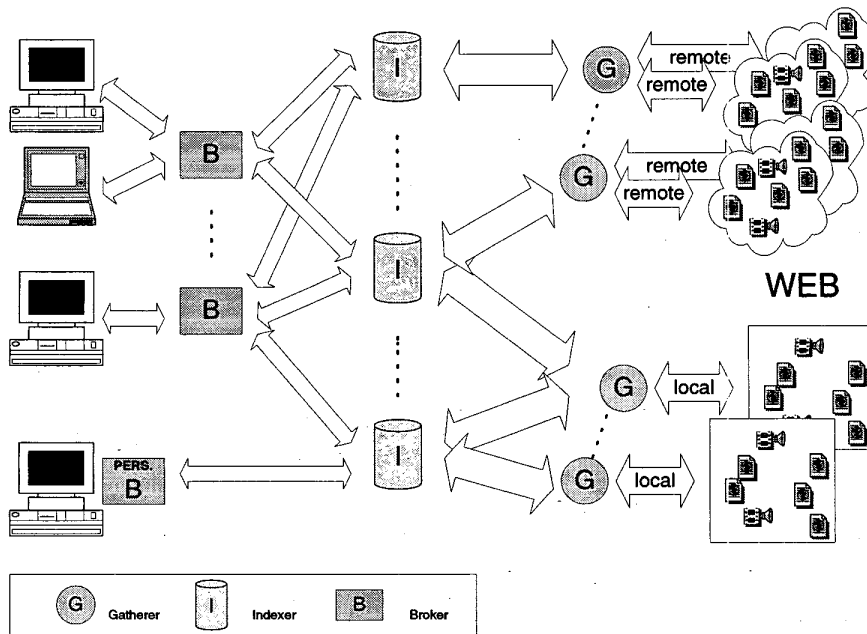 I
G
remote
remote
B
G
remote
remote
I
WEB
B
G
local
I
PERS.
B
G
local
G Gatherer I Indexer B Broker